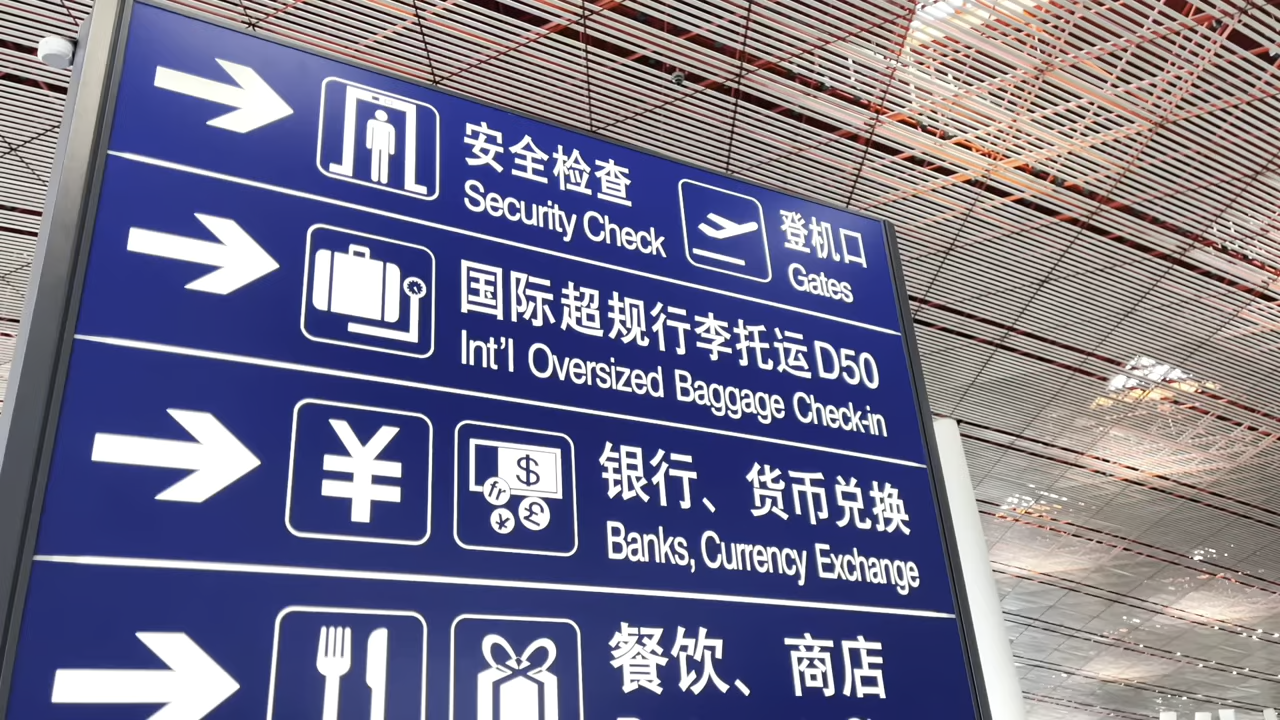 安全检查
Security Check
登机口
Gates
国际超规行李托运D50
Int'l Oversized Baggage Check-in
¥
$
fr
¥
£
银行、货币兑换
Banks, Currency Exchange
餐饮、商店